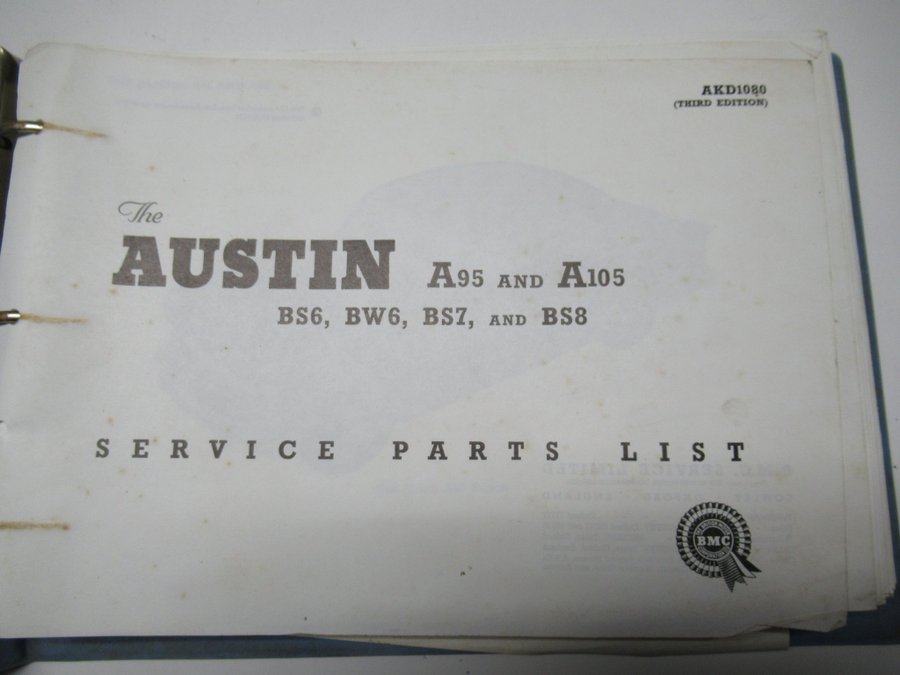 AKD1080
(THIRD EDITION)
The
AUSTIN A95 AND A105
BS6, BW6, BS7, AND BS8
SERVICE PARTS LIST
BMC